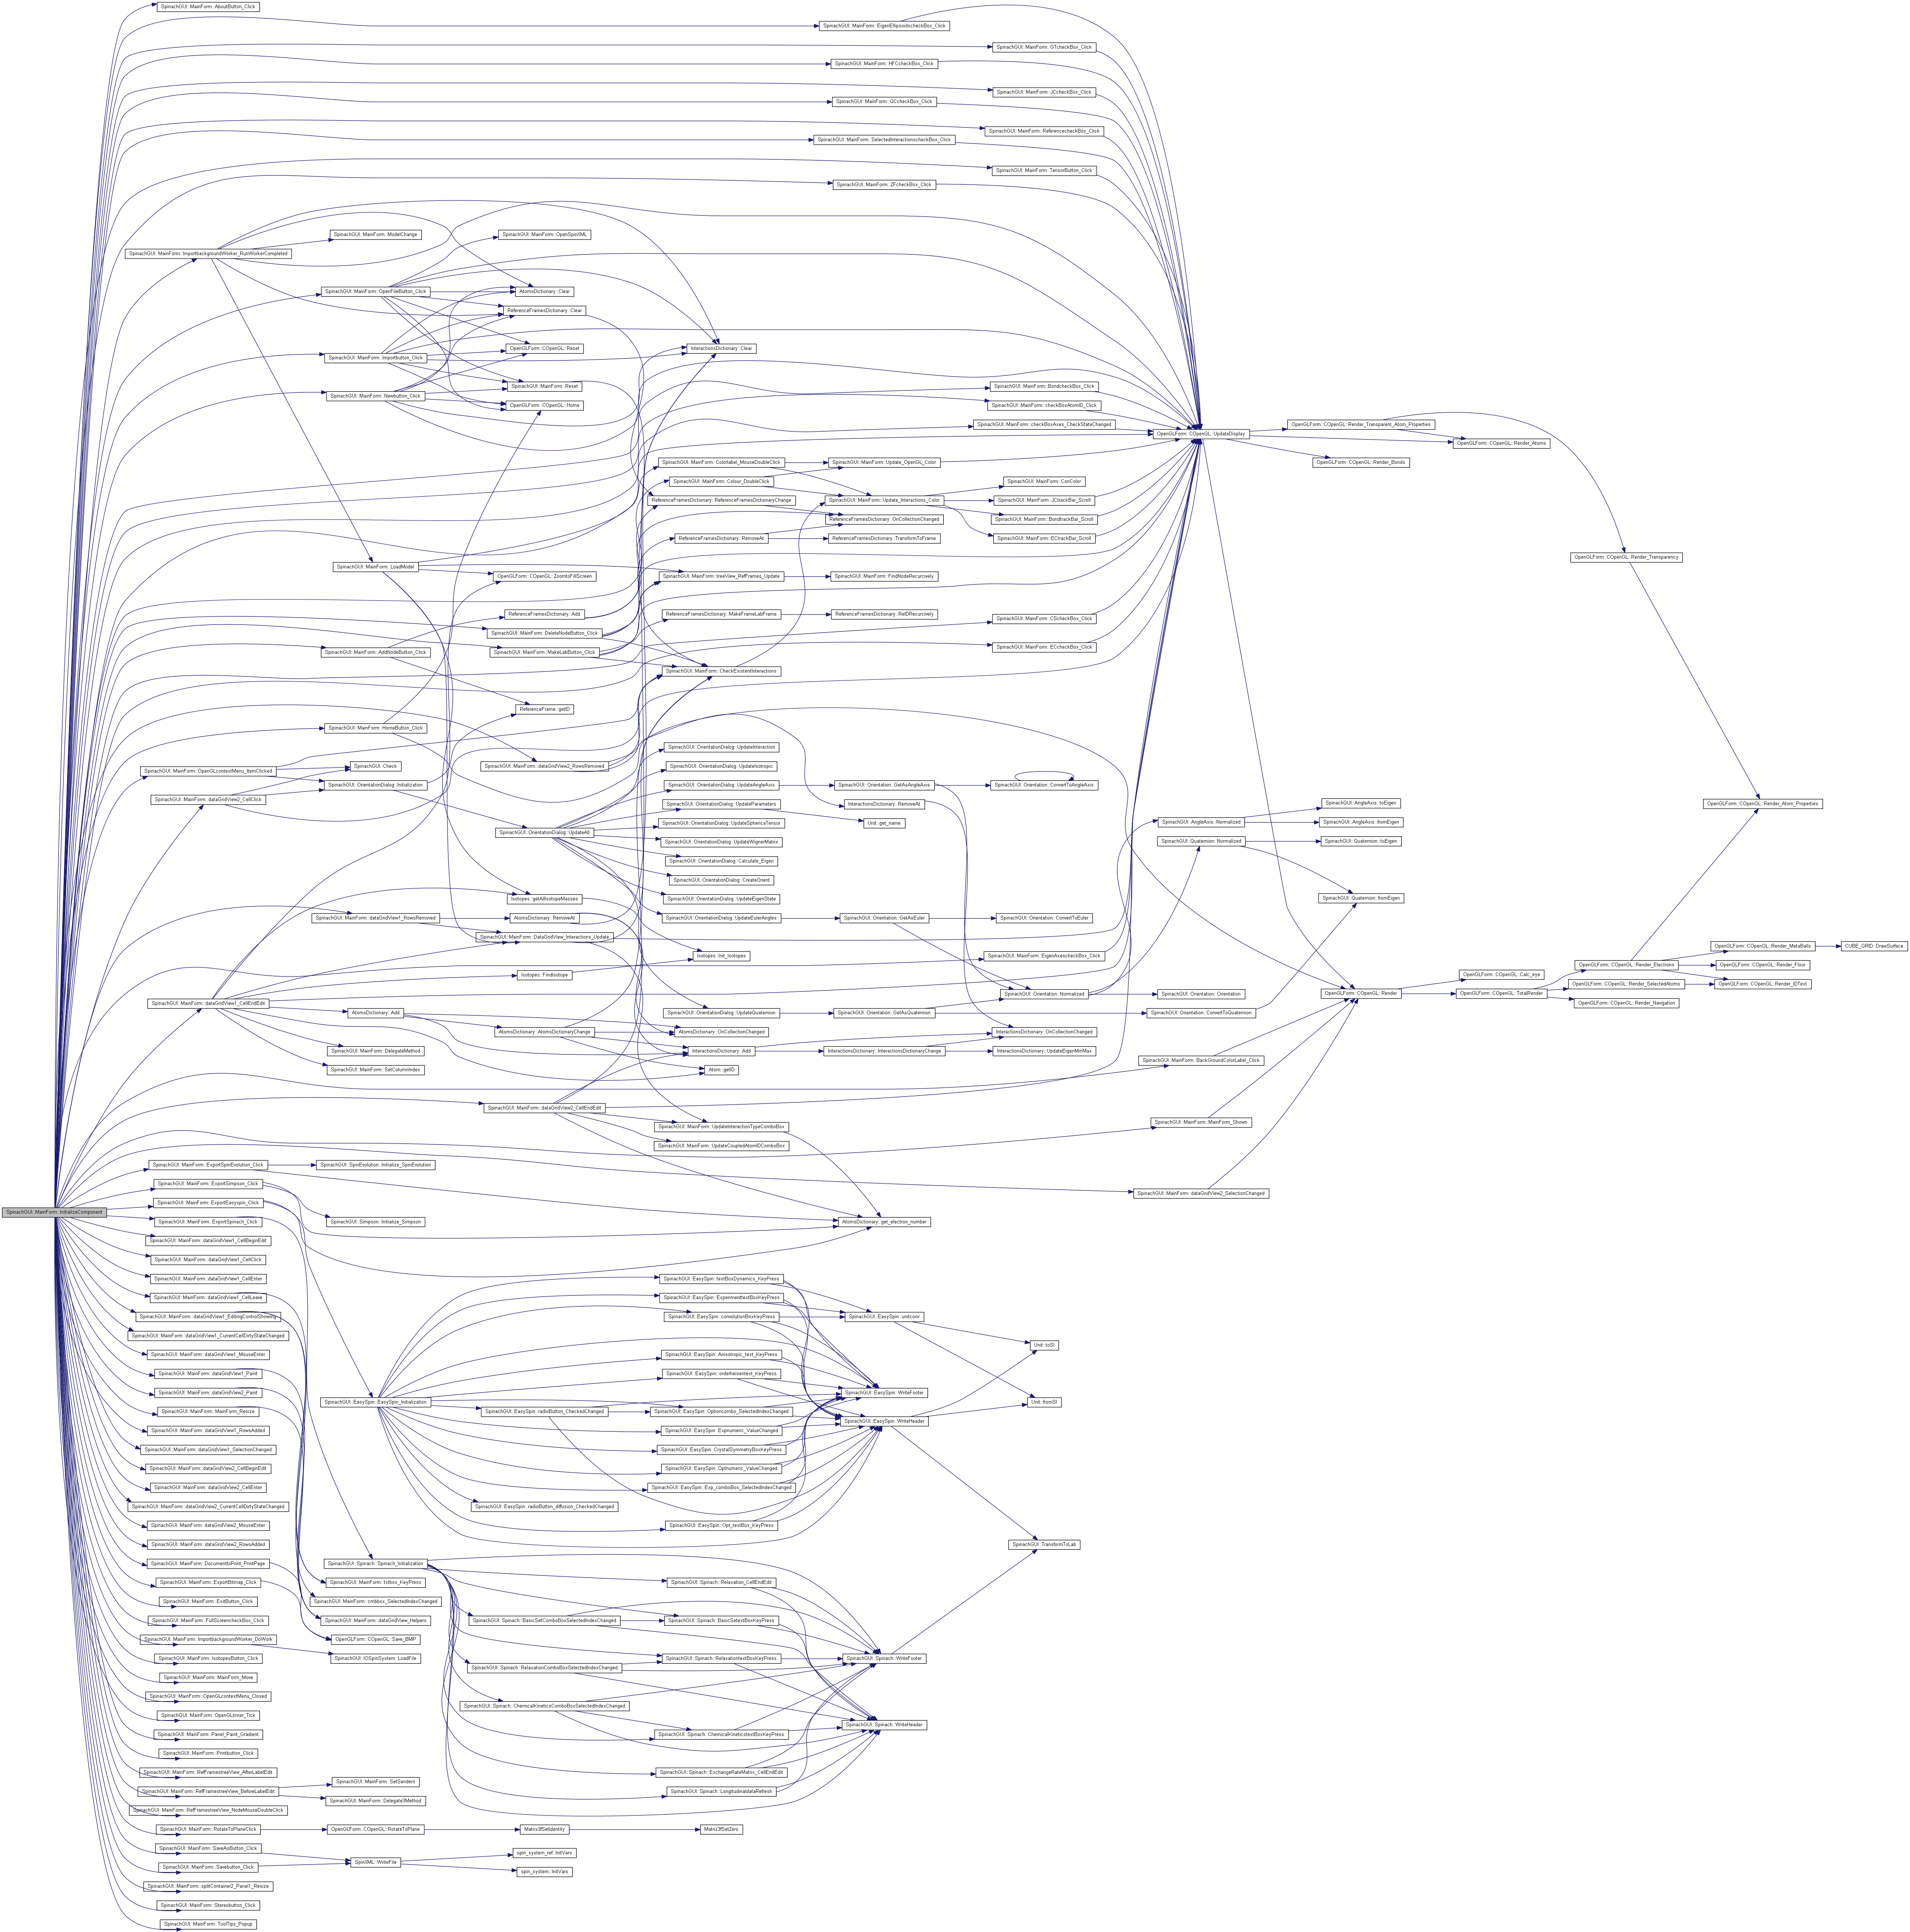 SpinachGUI::MainForm::AboutButton_Click
SpinachGUI::MainForm::EigenEllipsoidscheckBox_Click
SpinachGUI::MainForm::GTcheckBox_Click
SpinachGUI::MainForm::HFCcheckBox_Click
SpinachGUI::MainForm::JCcheckBox_Click
SpinachGUI::MainForm::QCcheckBox_Click
SpinachGUI::MainForm::ReferencecheckBox_Click
SpinachGUI::MainForm::SelectedInteractionscheckBox_Click
SpinachGUI::MainForm::TensorButton_Click
SpinachGUI::MainForm::ZFcheckBox_Click
SpinachGUI::MainForm::ModelChange
SpinachGUI::MainForm::OpenSpinXML
SpinachGUI::MainForm::ImportbackgroundWorker_RunWorkerCompleted
SpinachGUI::MainForm::OpenFileButton_Click
AtomsDictionary::Clear
ReferenceFramesDictionary::Clear
OpenGLForm::COpenGL::Reset
InteractionsDictionary::Clear
SpinachGUI::MainForm::Importbutton_Click
SpinachGUI::MainForm::Reset
SpinachGUI::MainForm::BondcheckBox_Click
SpinachGUI::MainForm::Newbutton_Click
OpenGLForm::COpenGL::Home
SpinachGUI::MainForm::checkBoxAtomID_Click
SpinachGUI::MainForm::checkBoxAxes_CheckStateChanged
OpenGLForm::COpenGL::Render_Transparent_Atom_Properties
OpenGLForm::COpenGL::UpdateDisplay
OpenGLForm::COpenGL::Render_Atoms
SpinachGUI::MainForm::Colorlabel_MouseDoubleClick
SpinachGUI::MainForm::Update_OpenGL_Color
OpenGLForm::COpenGL::Render_Bonds
SpinachGUI::MainForm::Colour_DoubleClick
SpinachGUI::MainForm::ConColor
ReferenceFramesDictionary::ReferenceFramesDictionaryChange
SpinachGUI::MainForm::Update_Interactions_Color
SpinachGUI::MainForm::JCtrackBar_Scroll
ReferenceFramesDictionary::OnCollectionChanged
SpinachGUI::MainForm::BondtrackBar_Scroll
ReferenceFramesDictionary::RemoveAt
ReferenceFramesDictionary::TransformToFrame
SpinachGUI::MainForm::ECtrackBar_Scroll
OpenGLForm::COpenGL::Render_Transparency
SpinachGUI::MainForm::LoadModel
OpenGLForm::COpenGL::ZoomtoFillScreen
SpinachGUI::MainForm::treeView_RefFrames_Update
SpinachGUI::MainForm::FindNodeRecurcively
ReferenceFramesDictionary::Add
ReferenceFramesDictionary::MakeFrameLabFrame
ReferenceFramesDictionary::ReIDRecurcively
SpinachGUI::MainForm::CScheckBox_Click
SpinachGUI::MainForm::DeleteNodeButton_Click
SpinachGUI::MainForm::ECcheckBox_Click
SpinachGUI::MainForm::AddNodeButton_Click
SpinachGUI::MainForm::MakeLabButton_Click
SpinachGUI::MainForm::CheckExistentInteractions
ReferenceFrame::getID
SpinachGUI::MainForm::HomeButton_Click
SpinachGUI::OrientationDialog::UpdateInteraction
SpinachGUI::MainForm::OpenGLcontextMenu_ItemClicked
SpinachGUI::Check
SpinachGUI::MainForm::dataGridView2_RowsRemoved
SpinachGUI::OrientationDialog::UpdateIsotropic
SpinachGUI::OrientationDialog::Initialization
SpinachGUI::OrientationDialog::UpdateAngleAxis
SpinachGUI::Orientation::GetAsAngleAxis
SpinachGUI::Orientation::ConvertToAngleAxis
SpinachGUI::MainForm::dataGridView2_CellClick
SpinachGUI::OrientationDialog::UpdateParameters
InteractionsDictionary::RemoveAt
SpinachGUI::AngleAxis::toEigen
OpenGLForm::COpenGL::Render_Atom_Properties
SpinachGUI::OrientationDialog::UpdateSphericalTensor
Unit::get_name
SpinachGUI::AngleAxis::Normalized
SpinachGUI::AngleAxis::fromEigen
SpinachGUI::OrientationDialog::UpdateAll
SpinachGUI::OrientationDialog::UpdateWignerMatrix
SpinachGUI::Quaternion::Normalized
SpinachGUI::Quaternion::toEigen
SpinachGUI::OrientationDialog::Calculate_Eigen
SpinachGUI::OrientationDialog::CreateOrient
Isotopes::getAllIsotopeMasses
SpinachGUI::OrientationDialog::UpdateEigenState
SpinachGUI::Quaternion::fromEigen
SpinachGUI::MainForm::dataGridView1_RowsRemoved
AtomsDictionary::RemoveAt
SpinachGUI::OrientationDialog::UpdateEulerAngles
SpinachGUI::Orientation::GetAsEuler
SpinachGUI::Orientation::ConvertToEuler
SpinachGUI::MainForm::DataGridView_Interactions_Update
OpenGLForm::COpenGL::Render_MetaBalls
CUBE_GRID::DrawSurface
Isotopes::Init_Isotopes
SpinachGUI::MainForm::EigenAxescheckBox_Click
OpenGLForm::COpenGL::Render_Electrons
OpenGLForm::COpenGL::Render_Floor
Isotopes::FindIsotope
OpenGLForm::COpenGL::Calc_eye
OpenGLForm::COpenGL::Render_SelectedAtoms
OpenGLForm::COpenGL::Render_IDText
SpinachGUI::Orientation::Normalized
SpinachGUI::Orientation::Orientation
OpenGLForm::COpenGL::Render
OpenGLForm::COpenGL::TotalRender
OpenGLForm::COpenGL::Render_Navigation
SpinachGUI::MainForm::dataGridView1_CellEndEdit
AtomsDictionary::Add
SpinachGUI::OrientationDialog::UpdateQuaternion
SpinachGUI::Orientation::GetAsQuaternion
SpinachGUI::Orientation::ConvertToQuaternion
AtomsDictionary::AtomsDictionaryChange
AtomsDictionary::OnCollectionChanged
InteractionsDictionary::OnCollectionChanged
SpinachGUI::MainForm::DelegateMethod
InteractionsDictionary::Add
InteractionsDictionary::InteractionsDictionaryChange
InteractionsDictionary::UpdateEigenMinMax
SpinachGUI::MainForm::SetColumnIndex
Atom::getID
SpinachGUI::MainForm::BackGroundColorLabel_Click
SpinachGUI::MainForm::dataGridView2_CellEndEdit
SpinachGUI::MainForm::UpdateInteractionTypeComboBox
SpinachGUI::MainForm::MainForm_Shown
SpinachGUI::MainForm::UpdateCoupledAtomIDComboBox
SpinachGUI::MainForm::ExportSpinEvolution_Click
SpinachGUI::SpinEvolution::Initialize_SpinEvolution
SpinachGUI::MainForm::ExportSimpson_Click
SpinachGUI::MainForm::dataGridView2_SelectionChanged
SpinachGUI::MainForm::ExportEasyspin_Click
SpinachGUI::MainForm::InitializeComponent
SpinachGUI::MainForm::ExportSpinach_Click
SpinachGUI::Simpson::Initialize_Simpson
AtomsDictionary::get_electron_number
SpinachGUI::MainForm::dataGridView1_CellBeginEdit
SpinachGUI::MainForm::dataGridView1_CellClick
SpinachGUI::MainForm::dataGridView1_CellEnter
SpinachGUI::EasySpin::textBoxDynamics_KeyPress
SpinachGUI::MainForm::dataGridView1_CellLeave
SpinachGUI::EasySpin::ExperimenttextBoxKeyPress
SpinachGUI::MainForm::dataGridView1_EditingControlShowing
SpinachGUI::EasySpin::convolutionBoxKeyPress
SpinachGUI::EasySpin::unitconv
SpinachGUI::MainForm::dataGridView1_CurrentCellDirtyStateChanged
Unit::toSI
SpinachGUI::MainForm::dataGridView1_MouseEnter
SpinachGUI::EasySpin::Anisotropic_text_KeyPress
SpinachGUI::MainForm::dataGridView1_Paint
SpinachGUI::EasySpin::orderheisentext_KeyPress
SpinachGUI::MainForm::dataGridView2_Paint
SpinachGUI::EasySpin::WriteFooter
SpinachGUI::EasySpin::EasySpin_Initialization
Unit::fromSI
SpinachGUI::MainForm::MainForm_Resize
SpinachGUI::EasySpin::radioButton_CheckedChanged
SpinachGUI::EasySpin::Optioncombo_SelectedIndexChanged
SpinachGUI::EasySpin::WriteHeader
SpinachGUI::MainForm::dataGridView1_RowsAdded
SpinachGUI::EasySpin::Expnumeric_ValueChanged
SpinachGUI::MainForm::dataGridView1_SelectionChanged
SpinachGUI::EasySpin::CrystalSymmetryBoxKeyPress
SpinachGUI::MainForm::dataGridView2_CellBeginEdit
SpinachGUI::EasySpin::Optnumeric_ValueChanged
SpinachGUI::MainForm::dataGridView2_CellEnter
SpinachGUI::EasySpin::Exp_comboBox_SelectedIndexChanged
SpinachGUI::MainForm::dataGridView2_CurrentCellDirtyStateChanged
SpinachGUI::EasySpin::radioButton_diffusion_CheckedChanged
SpinachGUI::MainForm::dataGridView2_MouseEnter
SpinachGUI::EasySpin::Opt_textBox_KeyPress
SpinachGUI::MainForm::dataGridView2_RowsAdded
SpinachGUI::TransformToLab
SpinachGUI::MainForm::DocumenttoPrint_PrintPage
SpinachGUI::Spinach::Spinach_Initialization
SpinachGUI::MainForm::ExportBitmap_Click
SpinachGUI::MainForm::txtbox_KeyPress
SpinachGUI::Spinach::Relaxation_CellEndEdit
SpinachGUI::MainForm::ExitButton_Click
SpinachGUI::MainForm::cmbbox_SelectedIndexChanged
SpinachGUI::MainForm::FullScreencheckBox_Click
SpinachGUI::MainForm::dataGridView_Helpers
SpinachGUI::Spinach::BasicSetComboBoxSelectedIndexChanged
SpinachGUI::Spinach::BasicSetextBoxKeyPress
SpinachGUI::MainForm::ImportbackgroundWorker_DoWork
OpenGLForm::COpenGL::Save_BMP
SpinachGUI::MainForm::IsotopesButton_Click
SpinachGUI::IOSpinSystem::LoadFile
SpinachGUI::Spinach::RelaxationtextBoxKeyPress
SpinachGUI::Spinach::WriteFooter
SpinachGUI::Spinach::RelaxationComboBoxSelectedIndexChanged
SpinachGUI::MainForm::MainForm_Move
SpinachGUI::MainForm::OpenGLcontextMenu_Closed
SpinachGUI::Spinach::ChemicalKineticsComboBoxSelectedIndexChanged
SpinachGUI::MainForm::OpenGLtimer_Tick
SpinachGUI::Spinach::WriteHeader
SpinachGUI::MainForm::Panel_Paint_Gradient
SpinachGUI::Spinach::ChemicalKineticstextBoxKeyPress
SpinachGUI::MainForm::Printbutton_Click
SpinachGUI::MainForm::RefFramestreeView_AfterLabelEdit
SpinachGUI::Spinach::ExchangeRateMatrix_CellEndEdit
SpinachGUI::MainForm::SetSenders
SpinachGUI::MainForm::RefFramestreeView_BeforeLabelEdit
SpinachGUI::Spinach::LongitudinaldataRefresh
SpinachGUI::MainForm::Delegate3Method
SpinachGUI::MainForm::RefFramestreeView_NodeMouseDoubleClick
SpinachGUI::MainForm::RotateToPlaneClick
OpenGLForm::COpenGL::RotateToPlane
Matrix3fSetIdentity
Matrix3fSetZero
SpinachGUI::MainForm::SaveAsButton_Click
spin_system_ref::InitVars
SpinachGUI::MainForm::Savebutton_Click
SpinXML::WriteFile
spin_system::InitVars
SpinachGUI::MainForm::splitContainer2_Panel1_Resize
SpinachGUI::MainForm::Stereobutton_Click
SpinachGUI::MainForm::ToolTips_Popup